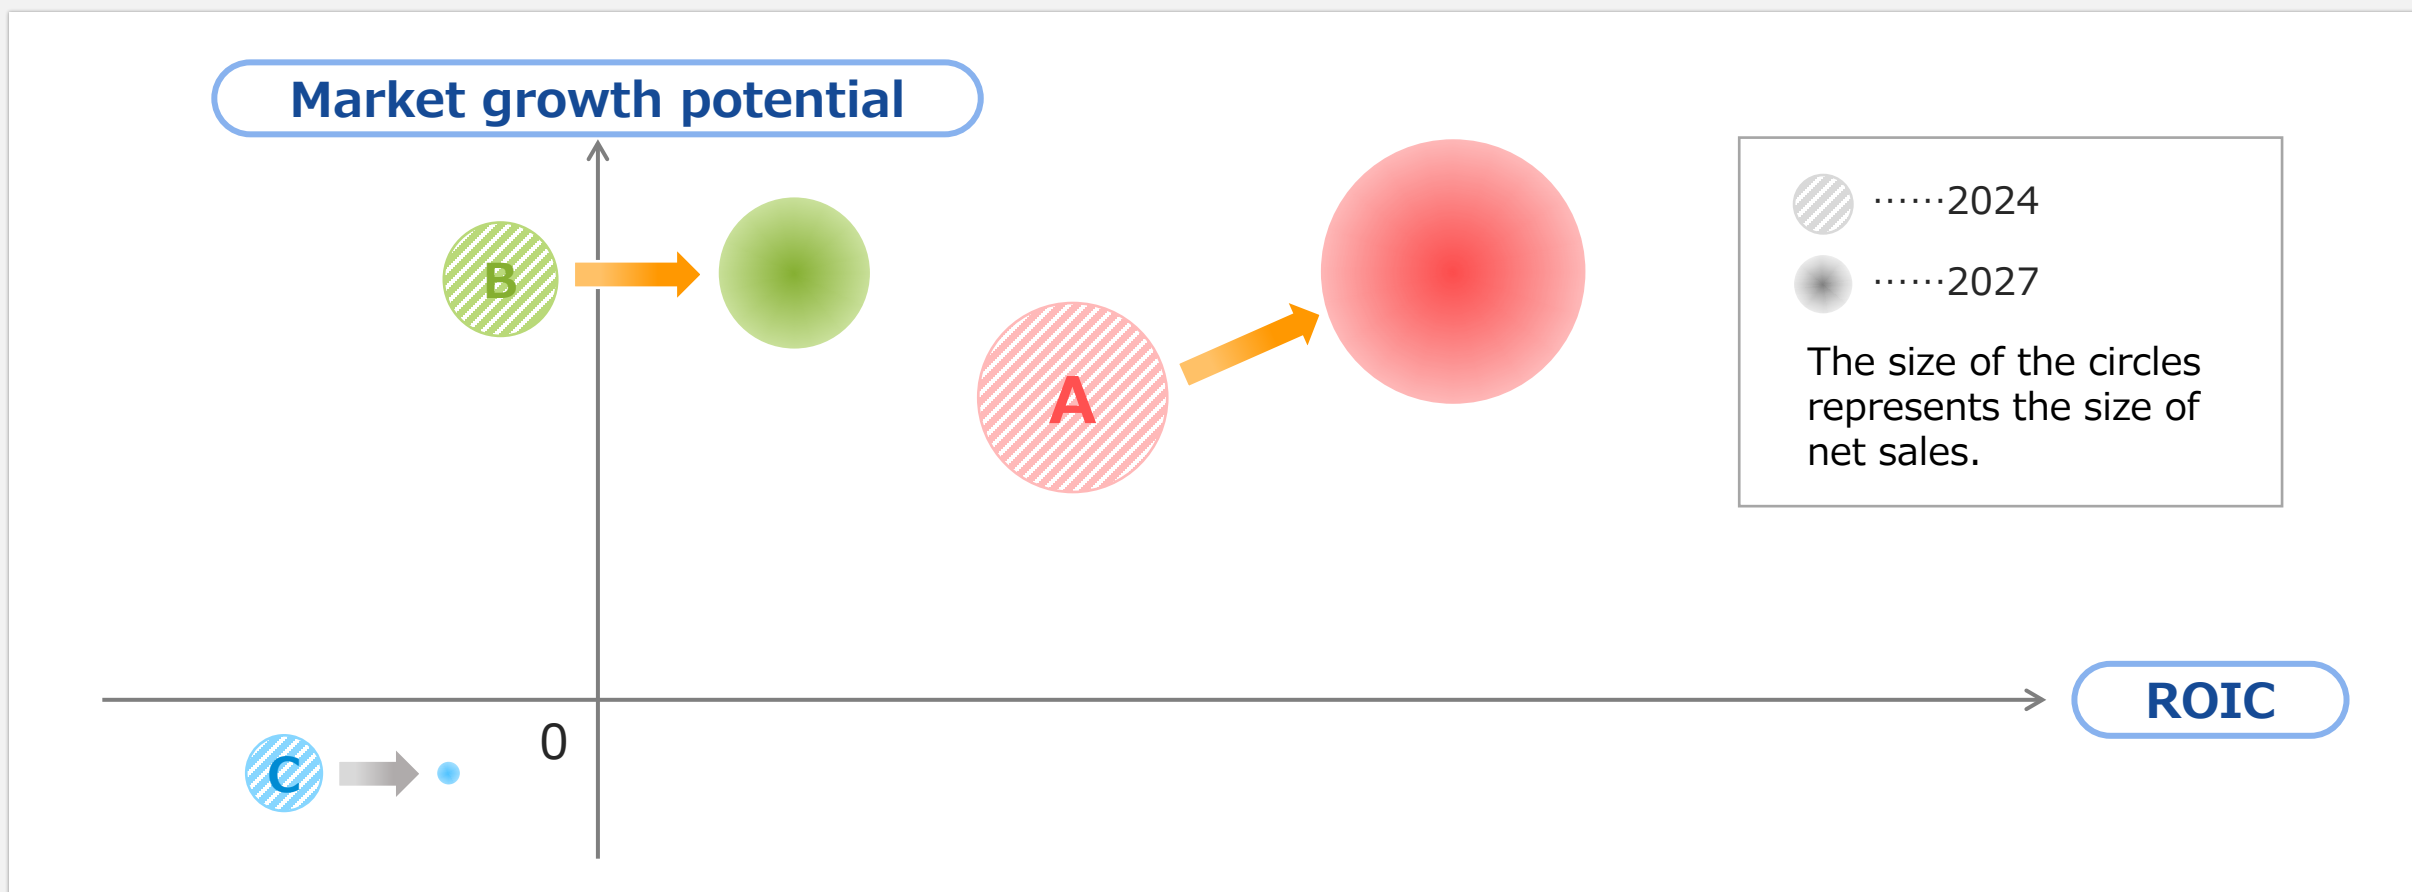 Market growth potential
B
A
······2024
······2027
The size of the circles
represents the size of
net sales.
ROIC
0
C